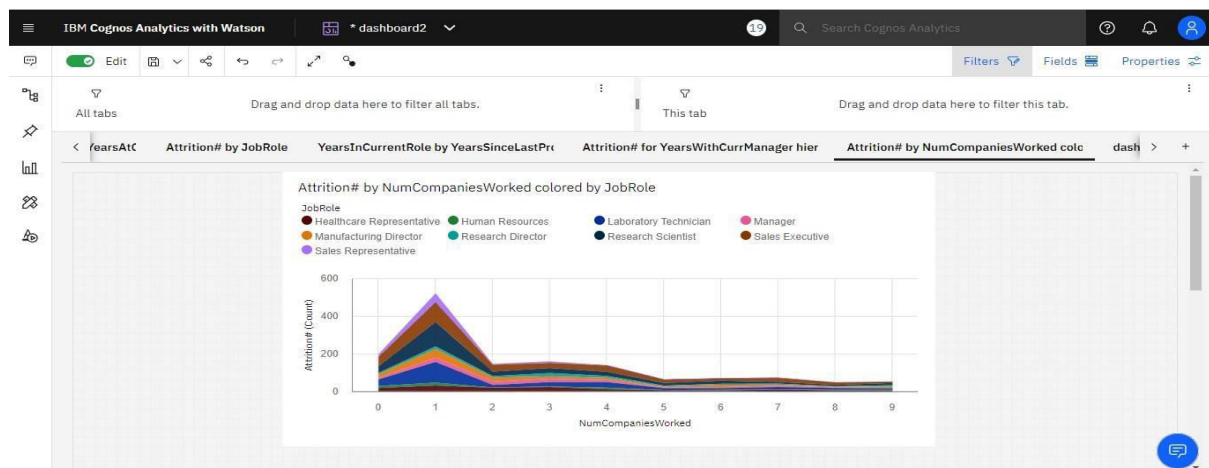 IBM Cognos Analytics with Watson
* dashboard2
19
Search Cognos Analytics
Edit
Filters
Fields
Properties
All tabs
Drag and drop data here to filter all tabs.
This tab
Drag and drop data here to filter this tab.
YearsAtC
Attrition# by JobRole
YearsInCurrentRole by YearsSinceLastPr
Attrition# for YearsWithCurrManager hier
Attrition# by NumCompaniesWorked colo
dash
Attrition# by NumCompaniesWorked colored by JobRole
JobRole
Healthcare Representative
Human Resources
Laboratory Technician
Manager
Manufacturing Director
Research Director
Research Scientist
Sales Executive
Sales Representative
Attrition# (Count)
600
400
200
0
0 1 2 3 4 5 6 7 8 9
NumCompaniesWorked